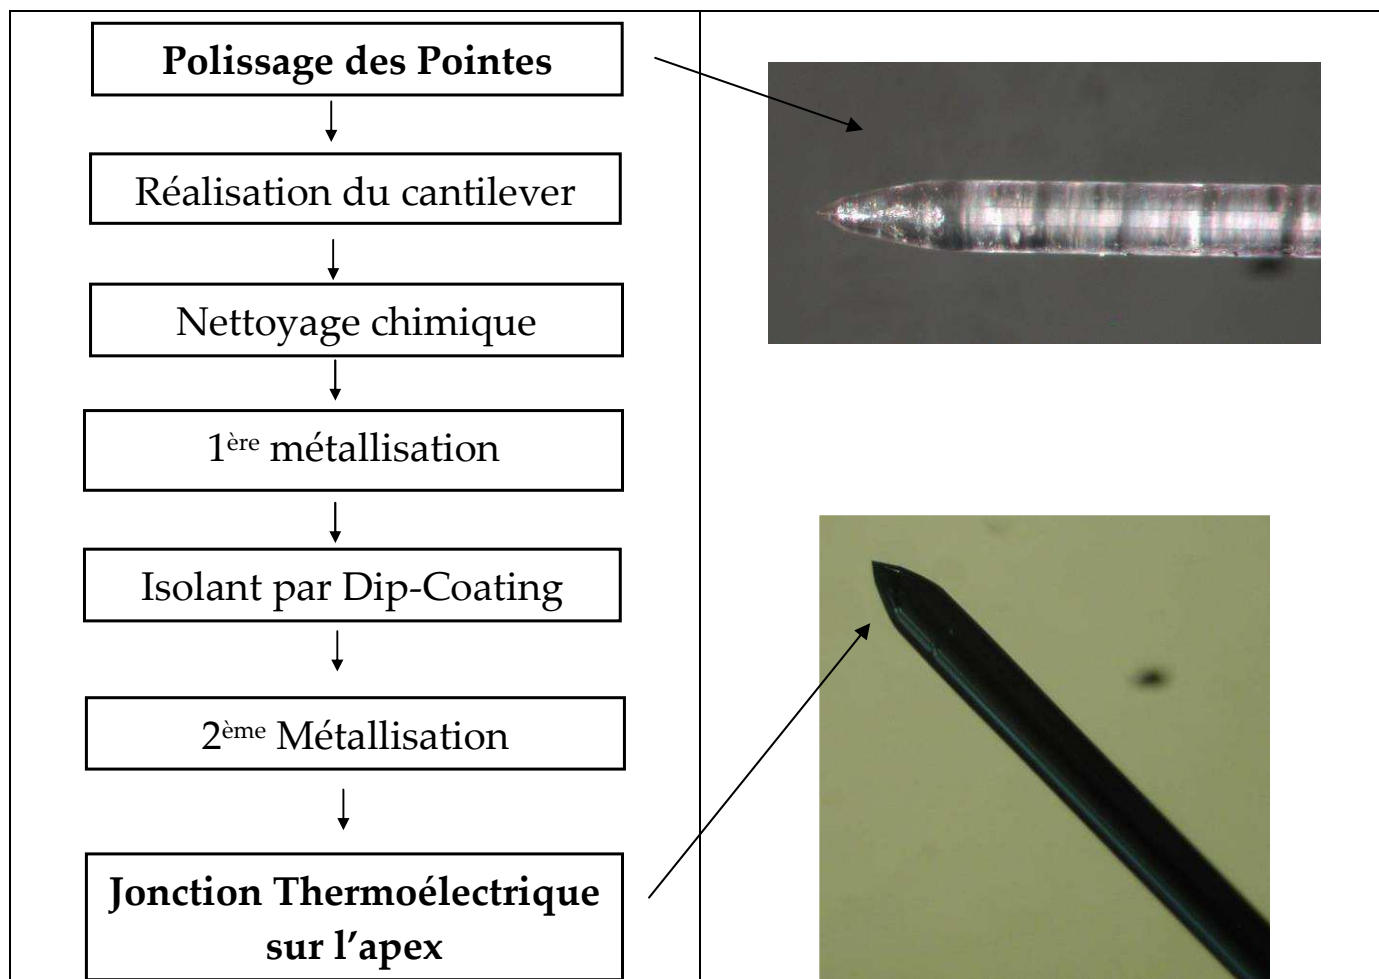 Polissage des Pointes
Réalisation du cantilever
Nettoyage chimique
1ère métallisation
Isolant par Dip-Coating
2ème Métallisation
Jonction Thermoélectrique
sur l’apex